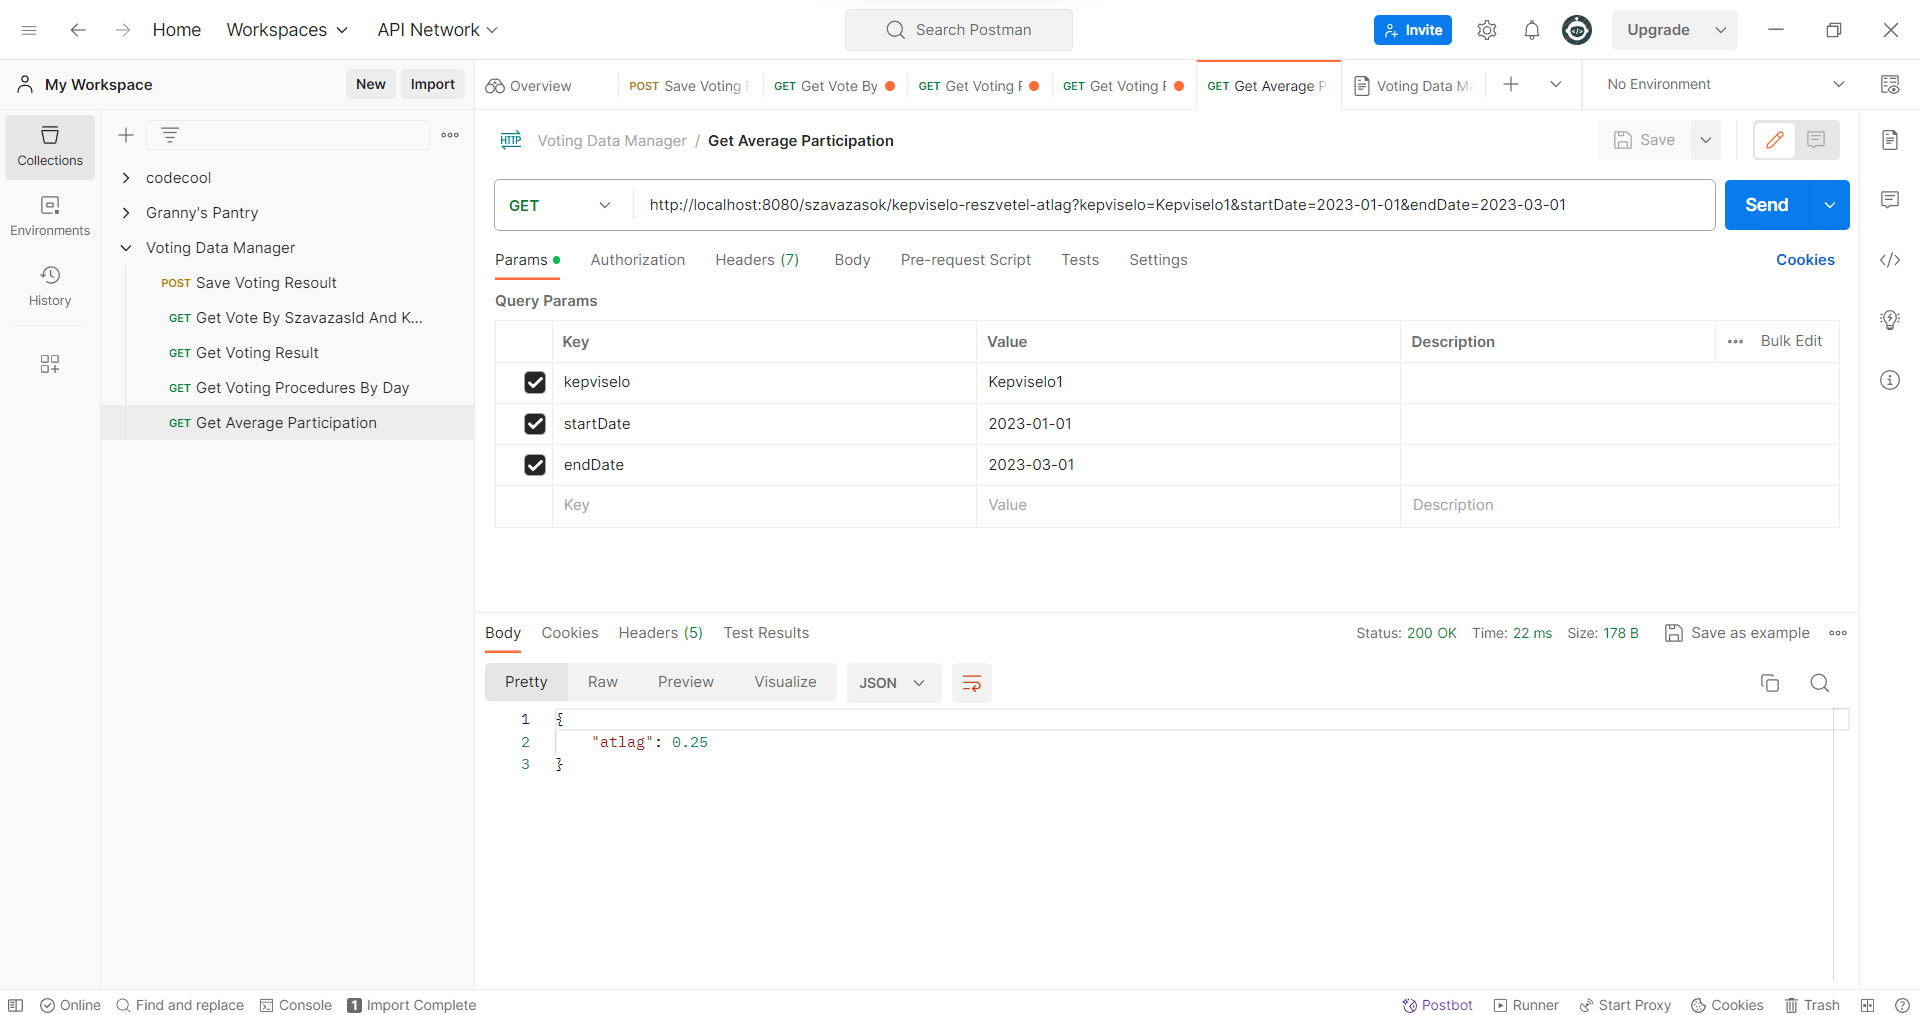 Home Workspaces API Network Search Postman Invite Upgrade
My Workspace New Import Overview POST Save Voting GET Get Vote By GET Get Voting GET Get Voting GET Get Average P Voting Data Ma No Environment
Collections
Environments
History
codecool
Granny's Pantry
Voting Data Manager
POST Save Voting Resoult
GET Get Vote By SzavazasId And K...
GET Get Voting Result
GET Get Voting Procedures By Day
GET Get Average Participation
HTTP Voting Data Manager / Get Average Participation Save
GET http://localhost:8080/szavazasok/kepviselo-reszvetel-atlag?kepviselo=Kepviselo1&startDate=2023-01-01&endDate=2023-03-01 Send
Params Authorization Headers (7) Body Pre-request Script Tests Settings Cookies
Query Params
Key Value Description Bulk Edit
kepviselo Kepviselo1
startDate 2023-01-01
endDate 2023-03-01
Key Value Description
Body Cookies Headers (5) Test Results Status: 200 OK Time: 22 ms Size: 178 B Save as example
Pretty Raw Preview Visualize JSON
1 {
2 "atlag": 0.25
3 }
Online Find and replace Console 1 Import Complete Postbot Runner Start Proxy Cookies Trash